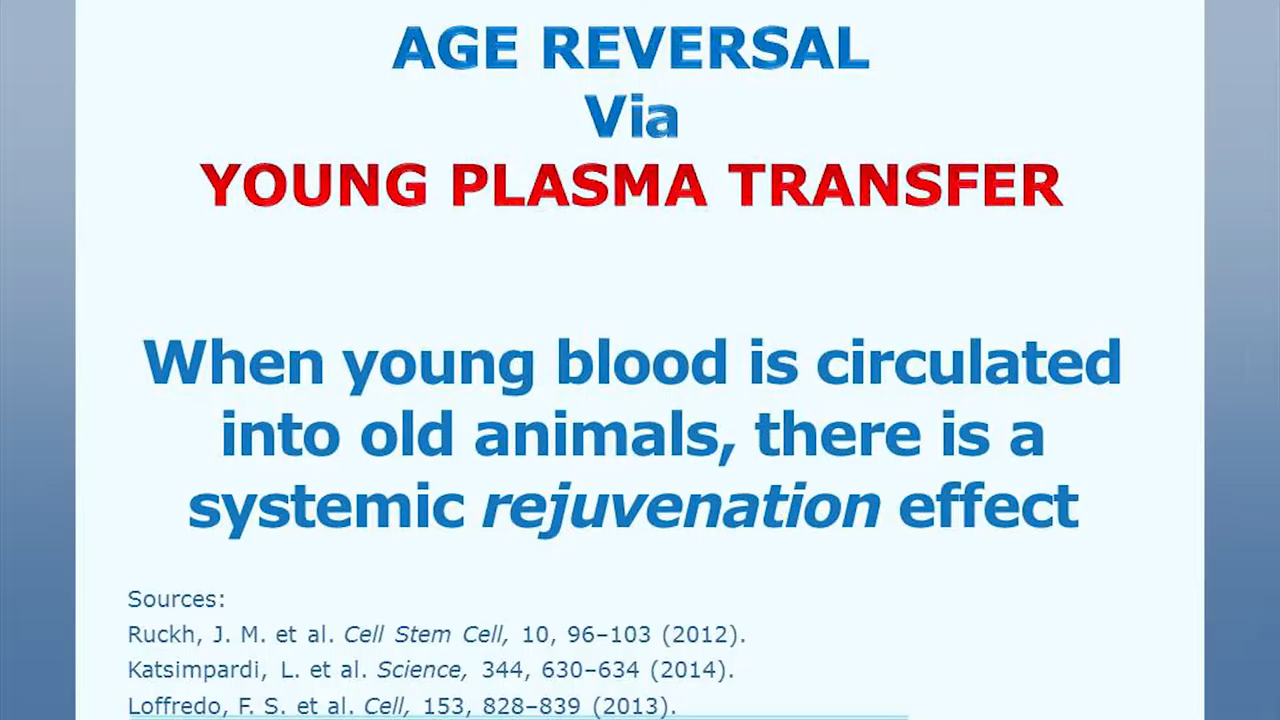 AGE REVERSAL
Via
YOUNG PLASMA TRANSFER
When young blood is circulated
into old animals, there is a
systemic rejuvenation effect
Sources:
Ruckh, J. M. et al. Cell Stem Cell, 10, 96–103 (2012).
Katsimpardi, L. et al. Science, 344, 630–634 (2014).
Loffredo, F. S. et al. Cell, 153, 828–839 (2013).